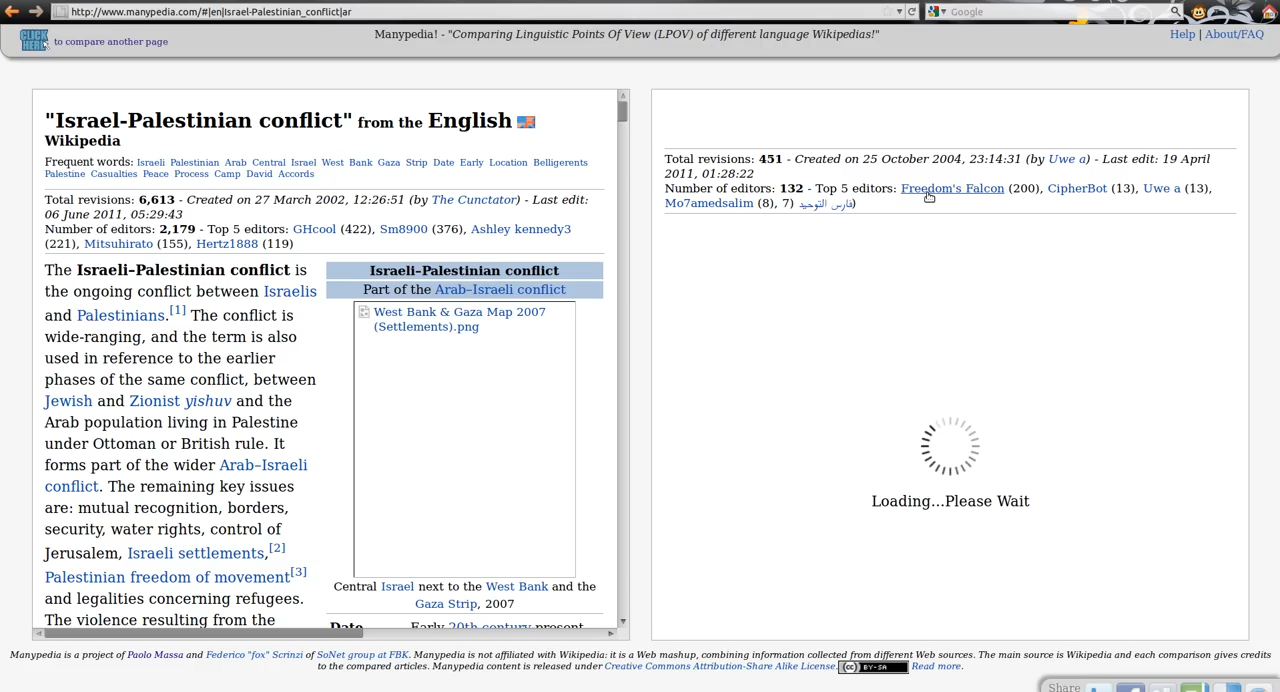 http://www.manypedia.com/#|en|Israel-Palestinian_conflict|ar
Google
CLICK HERE to compare another page
Manypedia! - "Comparing Linguistic Points Of View (LPOV) of different language Wikipedias!"
Help | About/FAQ
"Israel-Palestinian conflict" from the English
Wikipedia
Frequent words: Israeli Palestinian Arab Central Israel West Bank Gaza Strip Date Early Location Belligerents
Palestine Casualties Peace Process Camp David Accords
Total revisions: 6,613 - Created on 27 March 2002, 12:26:51 (by The Cunctator) - Last edit:
06 June 2011, 05:29:43
Number of editors: 2,179 - Top 5 editors: GHcool (422), Sm8900 (376), Ashley kennedy3
(221), Mitsuhirato (155), Hertz1888 (119)
The Israeli–Palestinian conflict is
the ongoing conflict between Israelis
and Palestinians.[1] The conflict is
wide-ranging, and the term is also
used in reference to the earlier
phases of the same conflict, between
Jewish and Zionist yishuv and the
Arab population living in Palestine
under Ottoman or British rule. It
forms part of the wider Arab–Israeli
conflict. The remaining key issues
are: mutual recognition, borders,
security, water rights, control of
Jerusalem, Israeli settlements,[2]
Palestinian freedom of movement[3]
and legalities concerning refugees.
The violence resulting from the
Israeli–Palestinian conflict
Part of the Arab–Israeli conflict
West Bank & Gaza Map 2007
(Settlements).png
Central Israel next to the West Bank and the
Gaza Strip, 2007
Date Early 20th century-present
Total revisions: 451 - Created on 25 October 2004, 23:14:31 (by Uwe a) - Last edit: 19 April
2011, 01:28:22
Number of editors: 132 - Top 5 editors: Freedom's Falcon (200), CipherBot (13), Uwe a (13),
Mo7amedsalim (8), 7) فارس التوحيد)
Loading...Please Wait
Manypedia is a project of Paolo Massa and Federico "fox" Scrinzi of SoNet group at FBK. Manypedia is not affiliated with Wikipedia: it is a Web mashup, combining information collected from different Web sources. The main source is Wikipedia and each comparison gives credits
to the compared articles. Manypedia content is released under Creative Commons Attribution-Share Alike License. cc BY-SA Read more.
Share